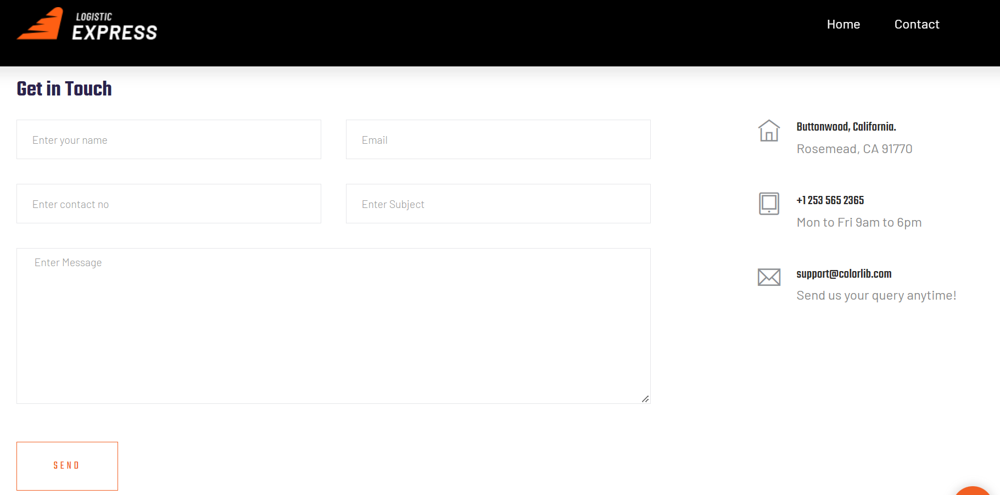 LOGISTIC
EXPRESS
Home
Contact
Get in Touch
Enter your name
Email
Enter contact no
Enter Subject
Enter Message
SEND
Buttonwood, California.
Rosemead, CA 91770
+1 253 565 2365
Mon to Fri 9am to 6pm
support@colorlib.com
Send us your query anytime!